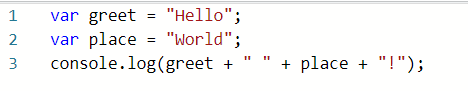 1 var greet = "Hello";
2 var place = "World";
3 console.log(greet + " " + place + "!");